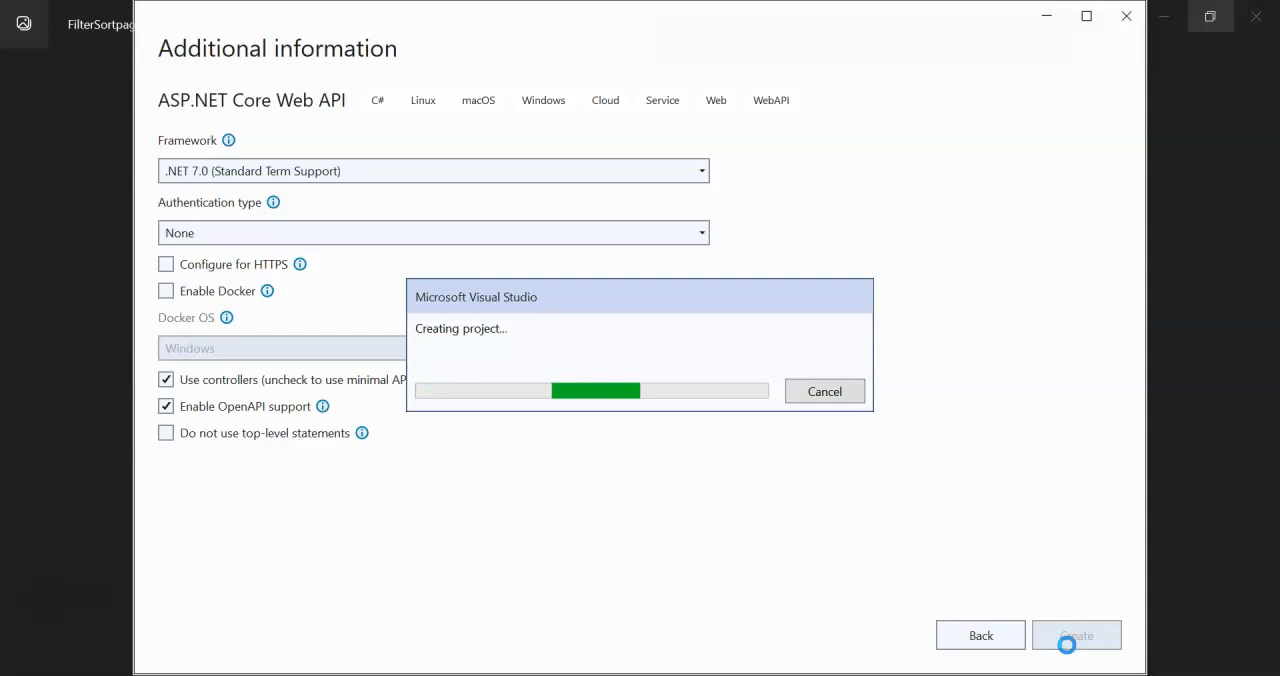 FilterSortpag
Additional information
ASP.NET Core Web API C# Linux macOS Windows Cloud Service Web WebAPI
Framework
.NET 7.0 (Standard Term Support)
Authentication type
None
Configure for HTTPS
Enable Docker
Docker OS
Windows
Microsoft Visual Studio
Creating project...
Cancel
Use controllers (uncheck to use minimal AP
Enable OpenAPI support
Do not use top-level statements
Back Create